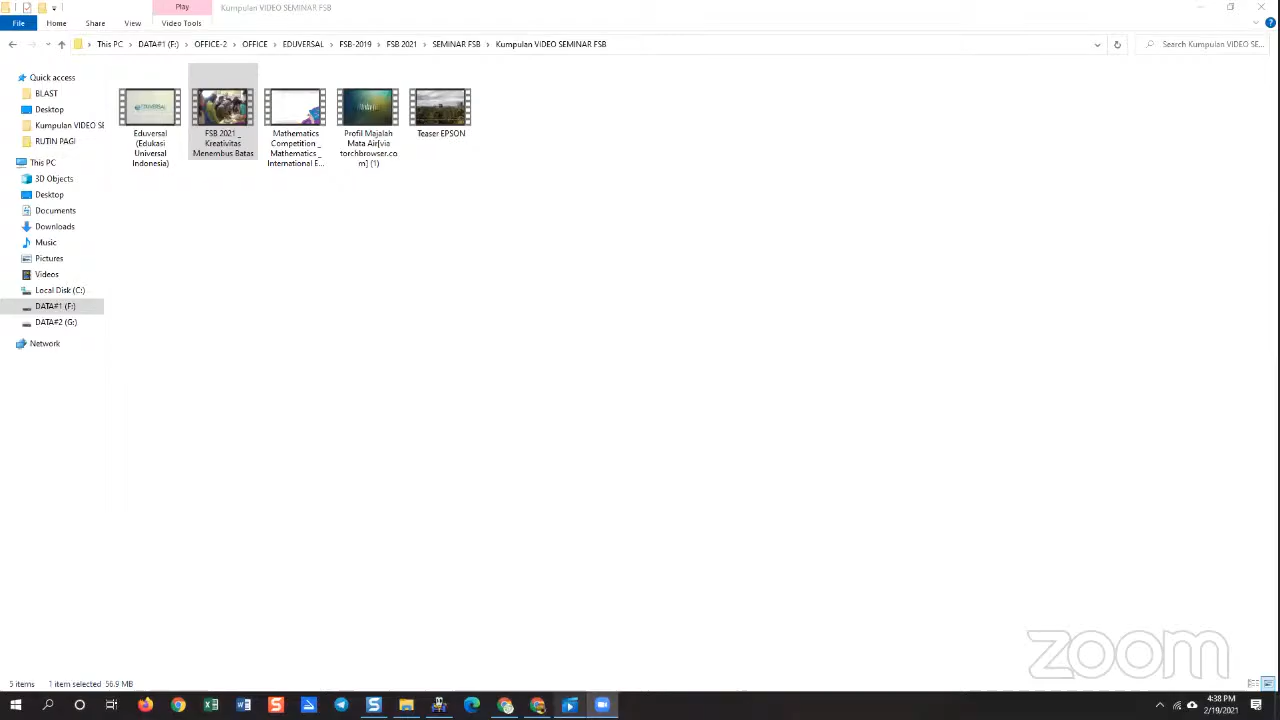 Play
Kumpulan VIDEO SEMINAR FSB
File
Home
Share
View
Video Tools
This PC
DATA#1 (F:)
OFFICE-2
OFFICE
EDUVERSAL
FSB-2019
FSB 2021
SEMINAR FSB
Kumpulan VIDEO SEMINAR FSB
Search Kumpulan VIDEO SE...
Quick access
BLAST
Desktop
Kumpulan VIDEO SE
RUTIN PAGI
This PC
3D Objects
Desktop
Documents
Downloads
Music
Pictures
Videos
Local Disk (C:)
DATA#1 (F:)
DATA#2 (G:)
Network
Eduversal
(Edukasi
Universal
Indonesia)
FSB 2021 _
Kreativitas
Menembus Batas
Mathematics
Competition _
Mathematics _
International E...
Profil Majalah
Mata Air[via
torchbrowser.co
m] (1)
Teaser EPSON
zoom
5 items
1 item selected 56.9 MB
4:38 PM
2/19/2021